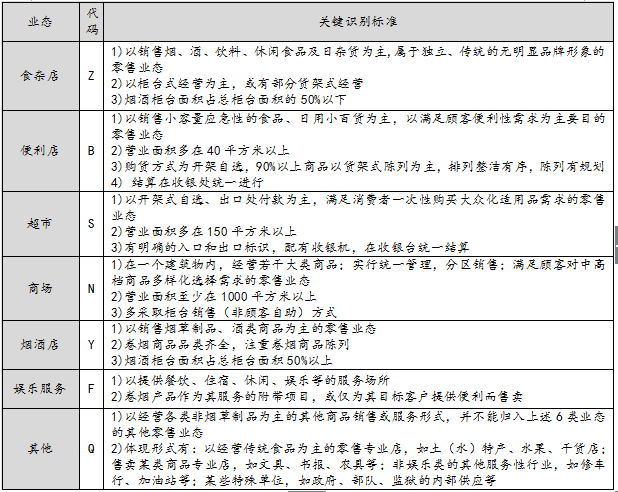 业态 代码 关键识别标准
食杂店 Z 1)以销售烟、酒、饮料、休闲食品及日杂货为主,属于独立、传统的无明显品牌形象的
零售业态
2)以柜台式经营为主，或有部分货架式经营
3)烟酒柜台面积占总柜台面积的50%以下
便利店 B 1)以销售小容量应急性的食品、日用小百货为主，以满足顾客便利性需求为主要目的
零售业态
2)营业面积多在40平方米以上
3)购货方式为开架自选，90%以上商品以货架式陈列为主，排列整洁有序，陈列有规划
4) 结算在收银处统一进行
超市 S 1)以开架式自选、出口处付款为主，满足消费者一次性购买大众化适用品需求的零售
业态
2)营业面积多在150平方米以上
3)有明确的入口和出口标识，配有收银机，在收银台统一结算
商场 N 1)在一个建筑物内，经营若干大类商品；实行统一管理，分区销售；满足顾客对中高
档商品多样化选择需求的零售业态
2)营业面积至少在1000平方米以上
3)多采取柜台销售（非顾客自助）方式
烟酒店 Y 1)以销售烟草制品、酒类商品为主的零售业态
2)卷烟商品品类齐全，注重卷烟商品陈列
3)烟酒柜台面积占总柜台面积50%以上
娱乐服务 F 1)以提供餐饮、住宿、休闲、娱乐等的服务场所
2)卷烟产品作为其服务的附带项目，或仅为其目标客户提供便利而售卖
其他 Q 1)以经营各类非烟草制品为主的其他商品销售或服务形式，并不能归入上述6类业态
的其他零售业态
2)体现形式有：以经营传统食品为主的零售专业店，如土（水）特产、水果、干货店；
售卖某类商品专业店，如文具、书报、农具等；非娱乐类的其他服务性行业，如修车
行、加油站等；某些特殊单位，如政府、部队、监狱的内部供应等